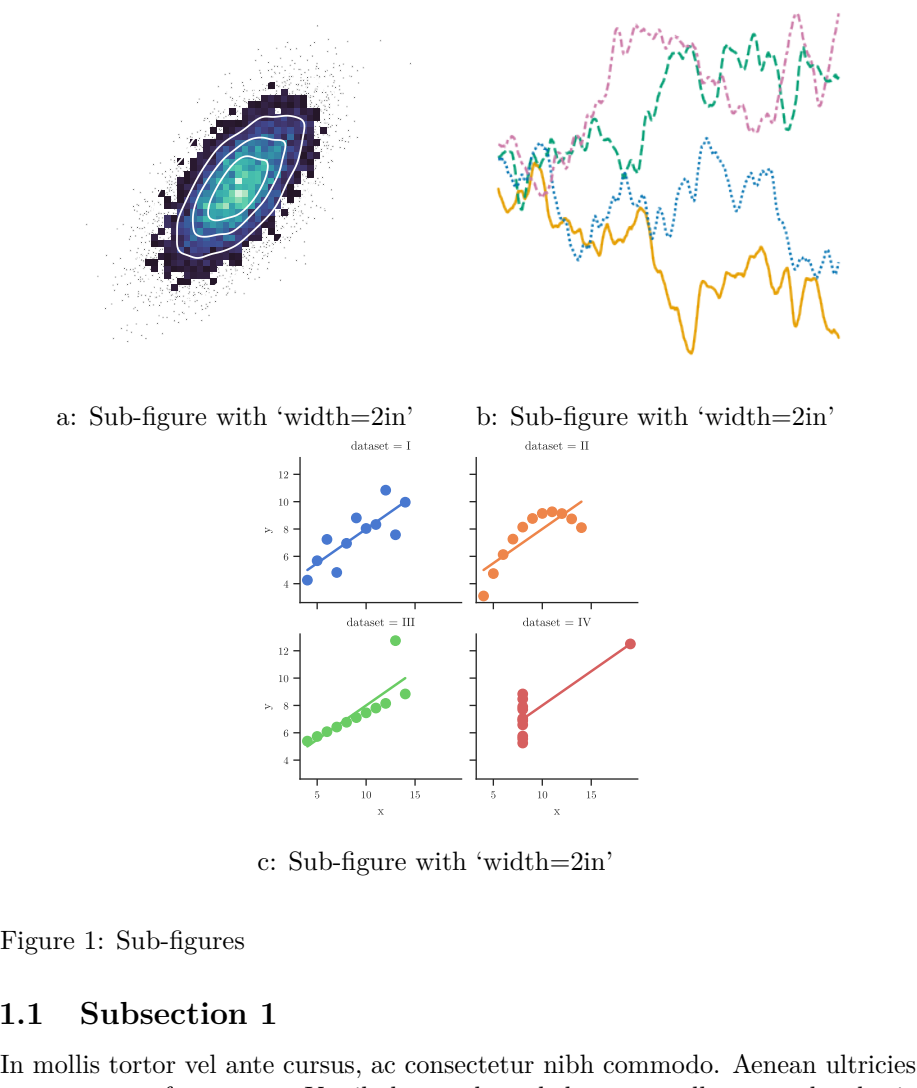 a: Sub-figure with ‘width=2in’
b: Sub-figure with ‘width=2in’
dataset = I
dataset = II
12
10
8
6
4
y
dataset = III
dataset = IV
12
10
8
6
4
y
5 10 15
5 10 15
x
x
c: Sub-figure with ‘width=2in’
Figure 1: Sub-figures
1.1 Subsection 1
In mollis tortor vel ante cursus, ac consectetur nibh commodo. Aenean ultricies